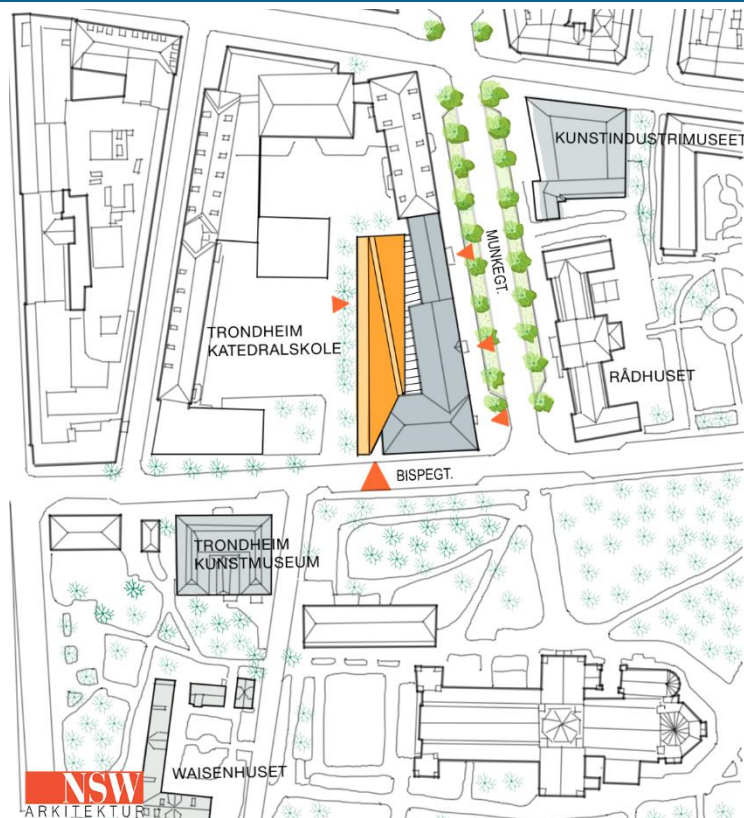 KUNSTINDUSTRIMUSEET
MUNKEGT.
TRONDHEIM
KATEDRALSKOLE
RÅDHUSET
BISPEGT.
TRONDHEIM
KUNSTMUSEUM
WAISENHUSET
NSW
ARKITEKTUR